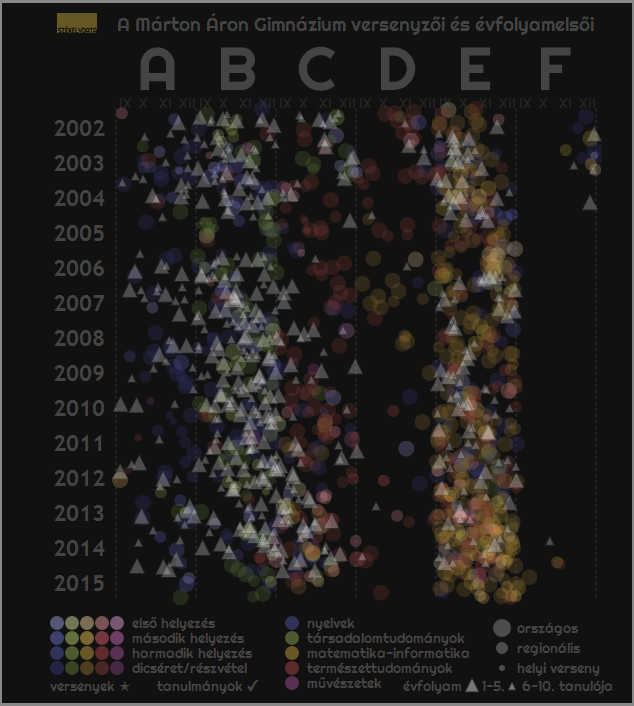 SZÉKELYDATA
A Márton Áron Gimnázium versenyzői és évfolyamelsői
A B C D E F
IX X XI XII IX X XI XII IX X XI XII IX X XI XII IX X XI XII IX X XI XII
2002
2003
2004
2005
2006
2007
2008
2009
2010
2011
2012
2013
2014
2015
első helyezés nyelvek országos
második helyezés társadalomtudományok
harmadik helyezés matematika-informatika regionális
dicséret/részvétel természettudományok helyi verseny
versenyek ★ tanulmányok ✓ művészetek évfolyam ▲ 1-5. ▲ 6-10. tanulója